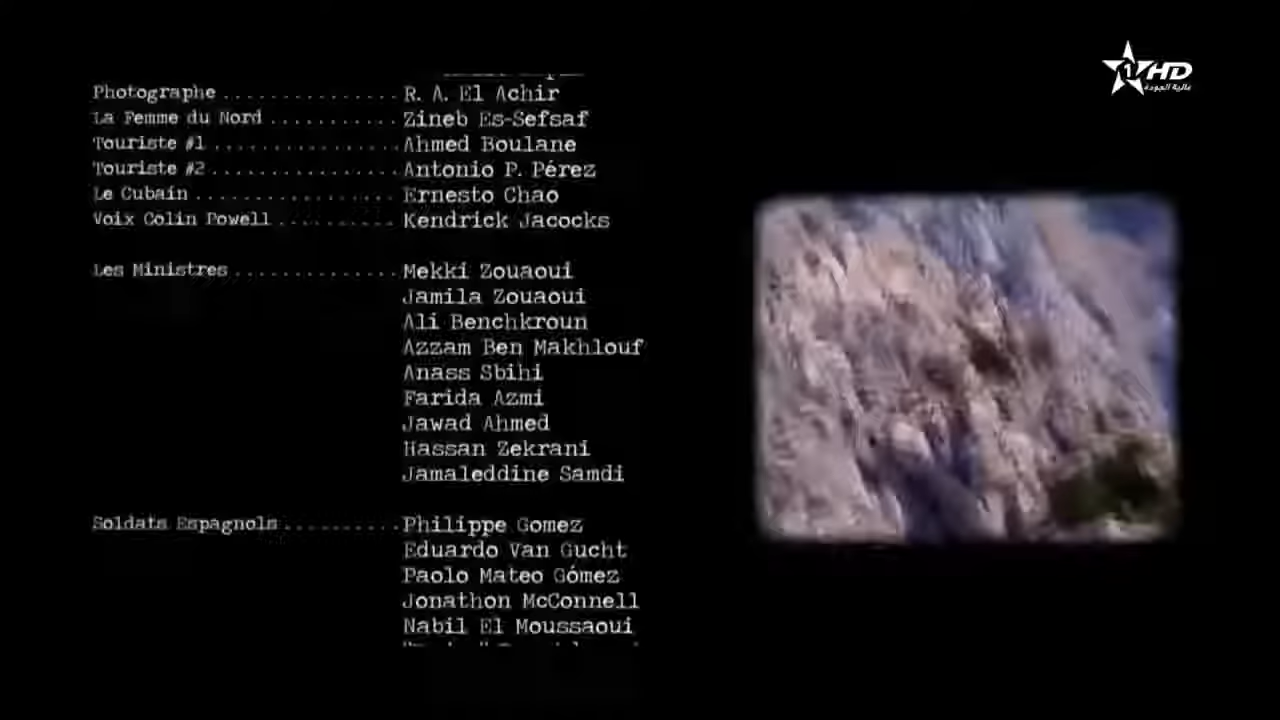 1 HD
عالية الجودة
Photographe ............... R. A. El Achir
La Femme du Nord ........... Zineb Es-Sefsaf
Touriste #1 ................ Ahmed Boulane
Touriste #2 ................ Antonio P. Pérez
Le Cubain ................. Ernesto Chao
Voix Colin Powell .......... Kendrick Jacocks
Les Ministres .............. Mekki Zouaoui
Jamila Zouaoui
Ali Benchkroun
Azzam Ben Makhlouf
Anass Sbihi
Farida Azmi
Jawad Ahmed
Hassan Zekrani
Jamaleddine Samdi
Soldats Espagnols .......... Philippe Gomez
Eduardo Van Gucht
Paolo Mateo Gómez
Jonathon McConnell
Nabil El Moussaoui